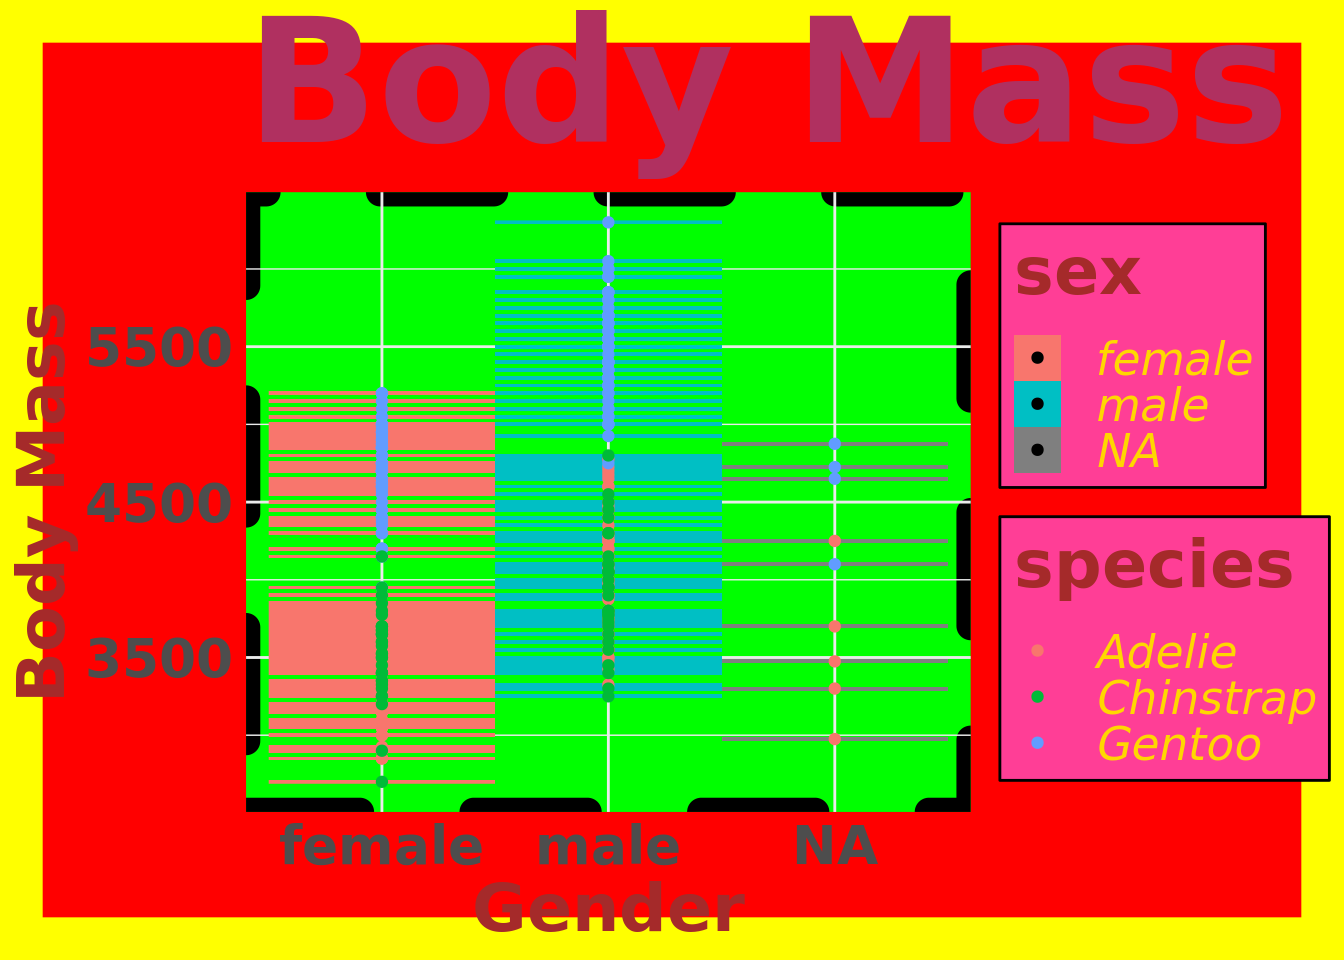 Body Mass
Body Mass
5500
4500
3500
female male NA
Gender
sex
female
male
NA
species
Adelie
Chinstrap
Gentoo